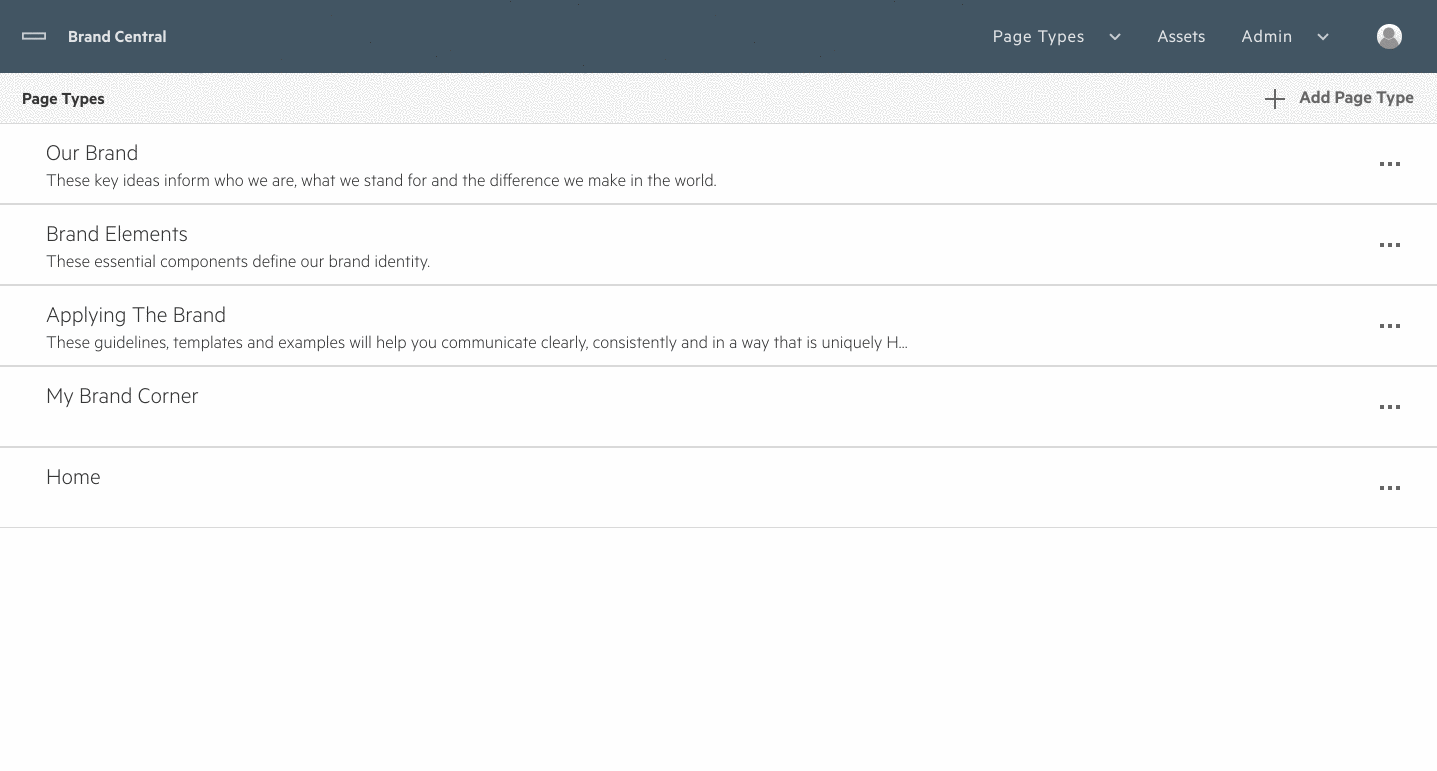 Brand Central
Page Types
Assets
Admin
Page Types
Add Page Type
Our Brand
These key ideas inform who we are, what we stand for and the difference we make in the world.
Brand Elements
These essential components define our brand identity.
Applying The Brand
These guidelines, templates and examples will help you communicate clearly, consistently and in a way that is uniquely H...
My Brand Corner
Home